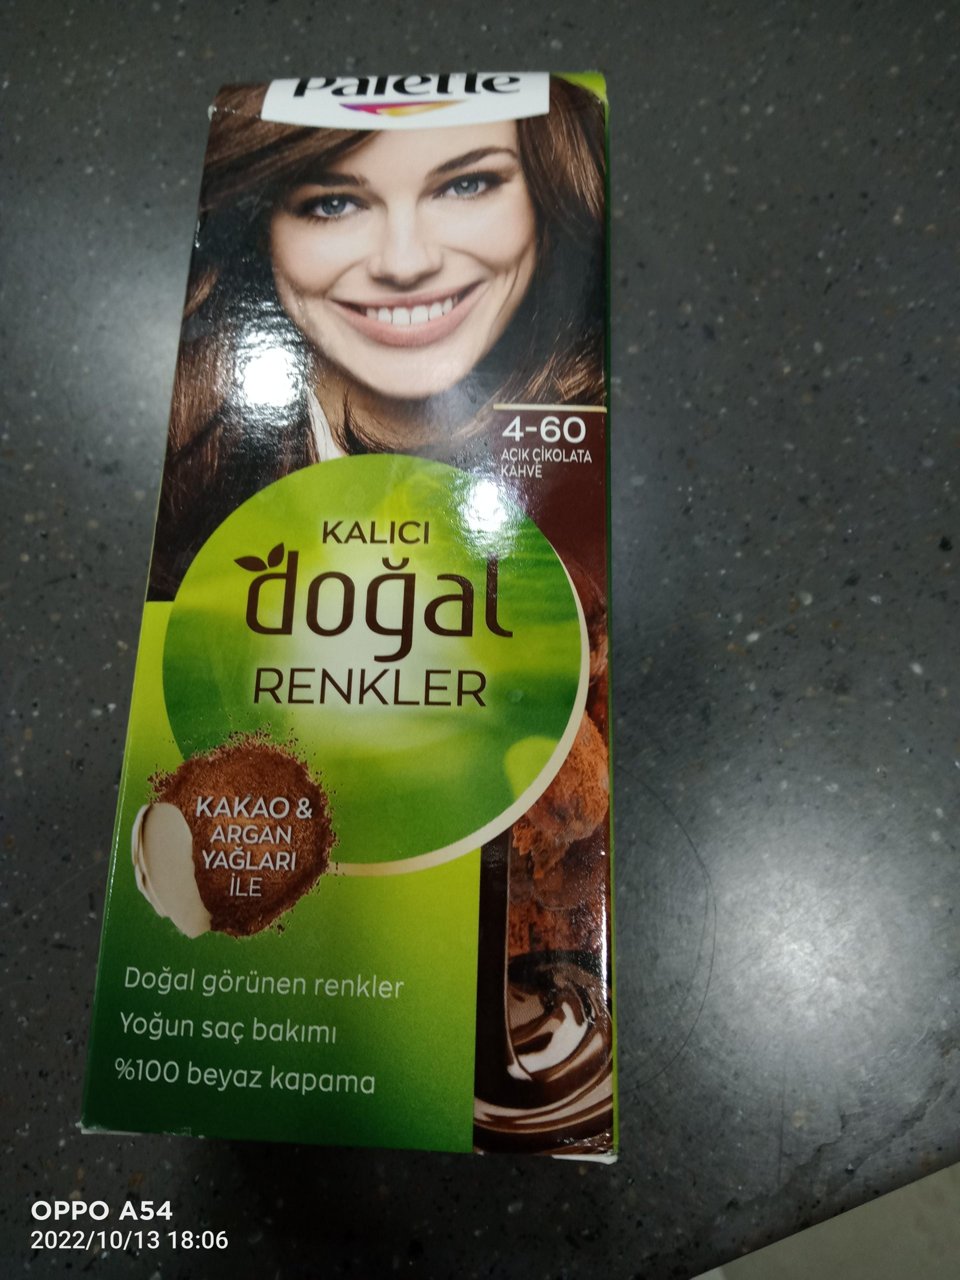 Palette
4-60
AÇIK ÇİKOLATA
KAHVE
KALICI
doğal
RENKLER
KAKAO &
ARGAN
YAĞLARI
İLE
Doğal görünen renkler
Yoğun saç bakımı
%100 beyaz kapama
OPPO A54
2022/10/13 18:06